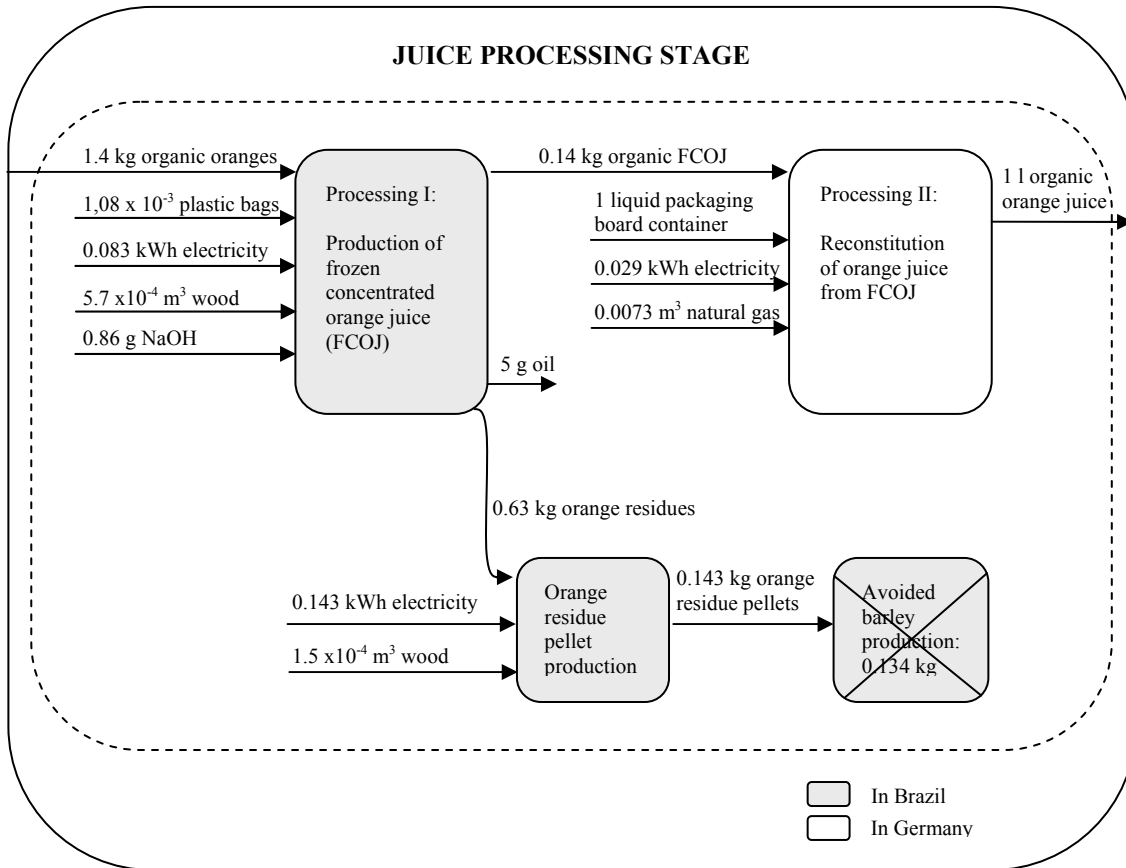 JUICE PROCESSING STAGE
1.4 kg organic oranges
1,08 x 10⁻³ plastic bags
0.083 kWh electricity
5.7 x10⁻⁴ m³ wood
0.86 g NaOH
Processing I:
Production of
frozen
concentrated
orange juice
(FCOJ)
0.14 kg organic FCOJ
1 liquid packaging
board container
0.029 kWh electricity
0.0073 m³ natural gas
Processing II:
Reconstitution
of orange juice
from FCOJ
1 l organic
orange juice
5 g oil
0.63 kg orange residues
0.143 kWh electricity
1.5 x10⁻⁴ m³ wood
Orange
residue
pellet
production
0.143 kg orange
residue pellets
Avoided
barley
production:
0.134 kg
In Brazil
In Germany